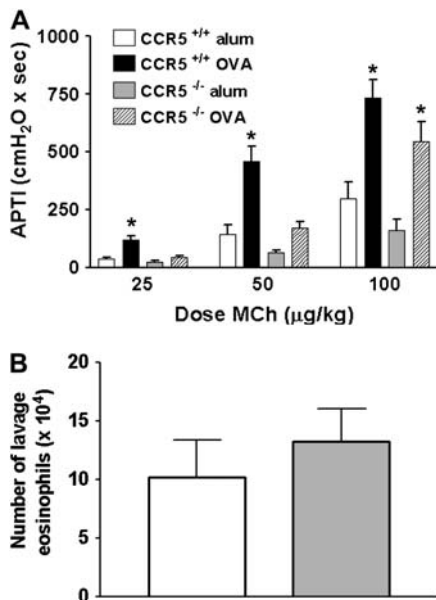 A
1000
750
500
250
0
APTI (cmH₂O x sec)
CCR5 +/+ alum
CCR5 +/+ OVA
CCR5 -/- alum
CCR5 -/- OVA
*
*
*
*
25 50 100
Dose MCh (μg/kg)
B
20
15
10
5
0
Number of lavage
eosinophils (x 10⁴)